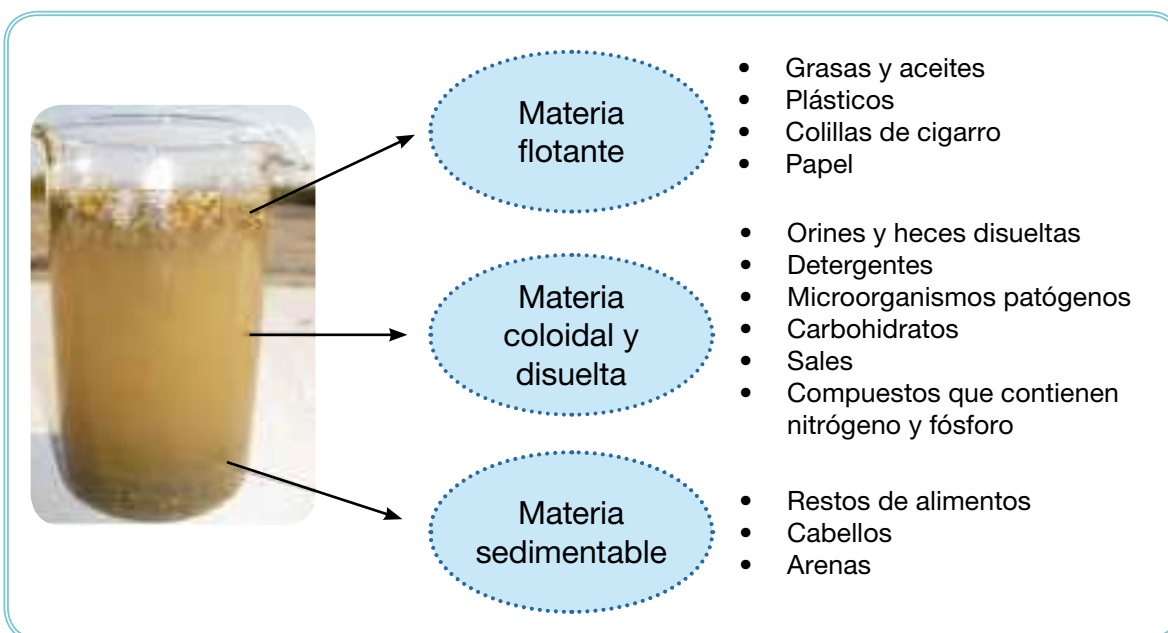 Materia
flotante
• Grasas y aceites
• Plásticos
• Colillas de cigarro
• Papel
Materia
coloidal y
disuelta
• Orines y heces disueltas
• Detergentes
• Microorganismos patógenos
• Carbohidratos
• Sales
• Compuestos que contienen
nitrógeno y fósforo
Materia
sedimentable
• Restos de alimentos
• Cabellos
• Arenas